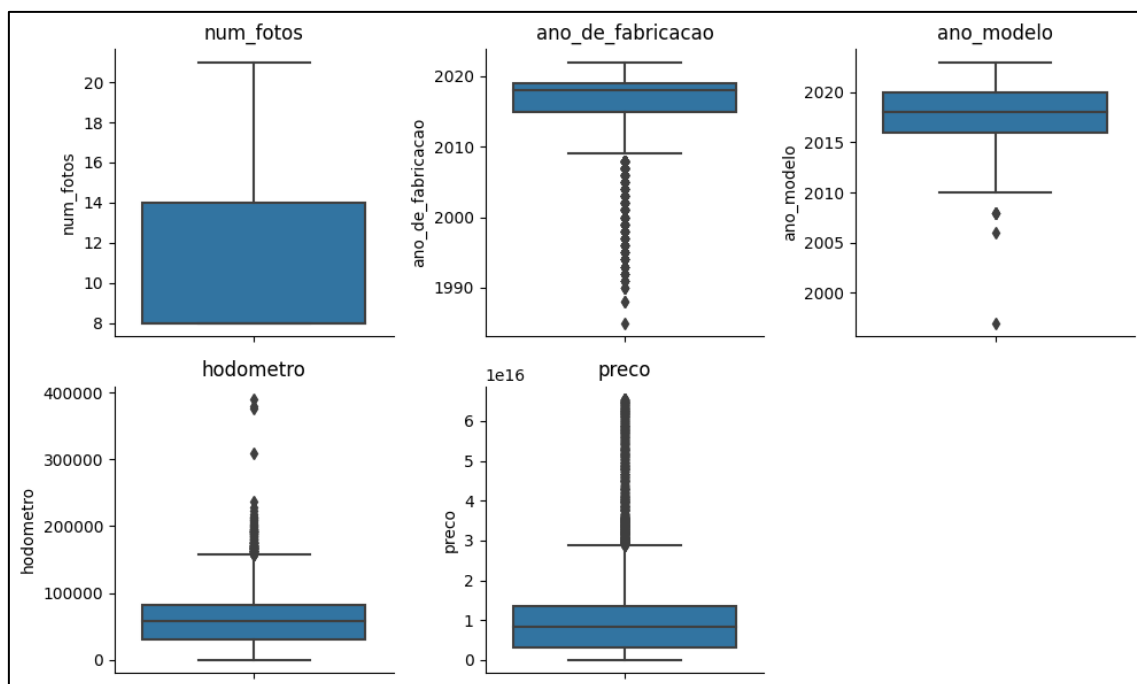 num_fotos
20
18
16
14
12
10
8
num_fotos
ano_de_fabricacao
2020
2010
2000
1990
ano_de_fabricacao
ano_modelo
2020
2015
2010
2005
2000
ano_modelo
hodometro
400000
300000
200000
100000
0
hodometro
preco
1e16
6
5
4
3
2
1
0
preco